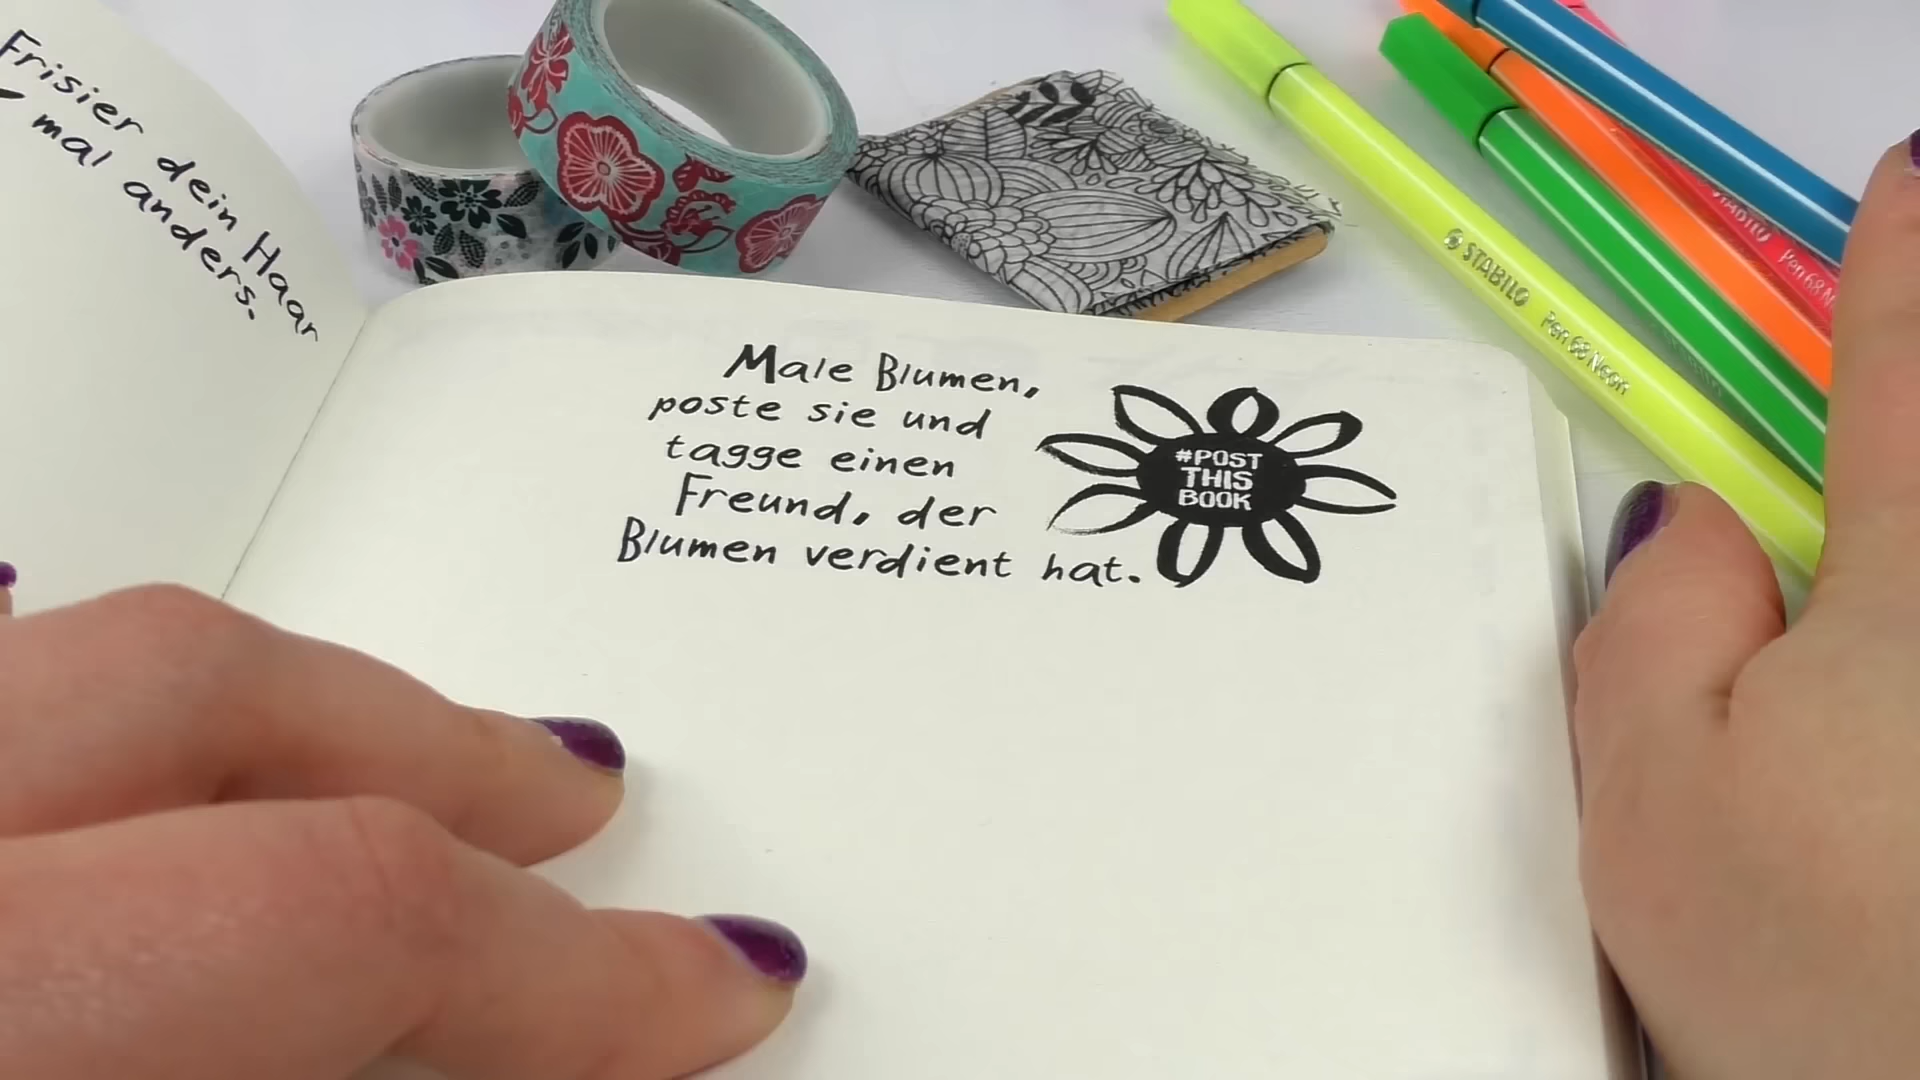 Frisier dein Haar
mal anders.
Male Blumen,
poste sie und
tagge einen
Freund, der
Blumen verdient hat.
#POST
THIS
BOOK
STABILO Pen 68 Neon
STABILO Pen 68 N